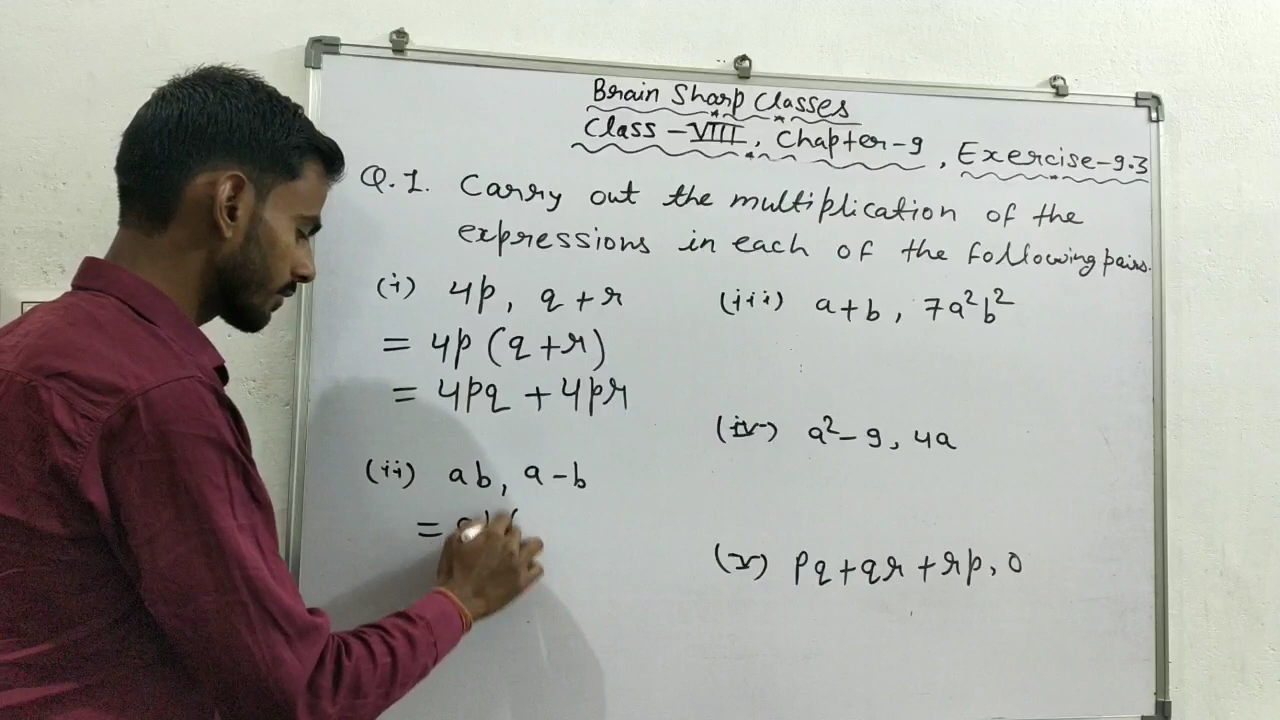 Brain Sharp Classes
Class - VIII, Chapter-9, Exercise-9.3
Q.1. Carry out the multiplication of the
expressions in each of the following pairs.
(i) 4p, q+r
= 4p (q+r)
= 4pq + 4pr
(ii) ab, a-b
=
(iii) a+b, 7a²b²
(iv) a²-9, 4a
(v) pq+qr+rp, 0